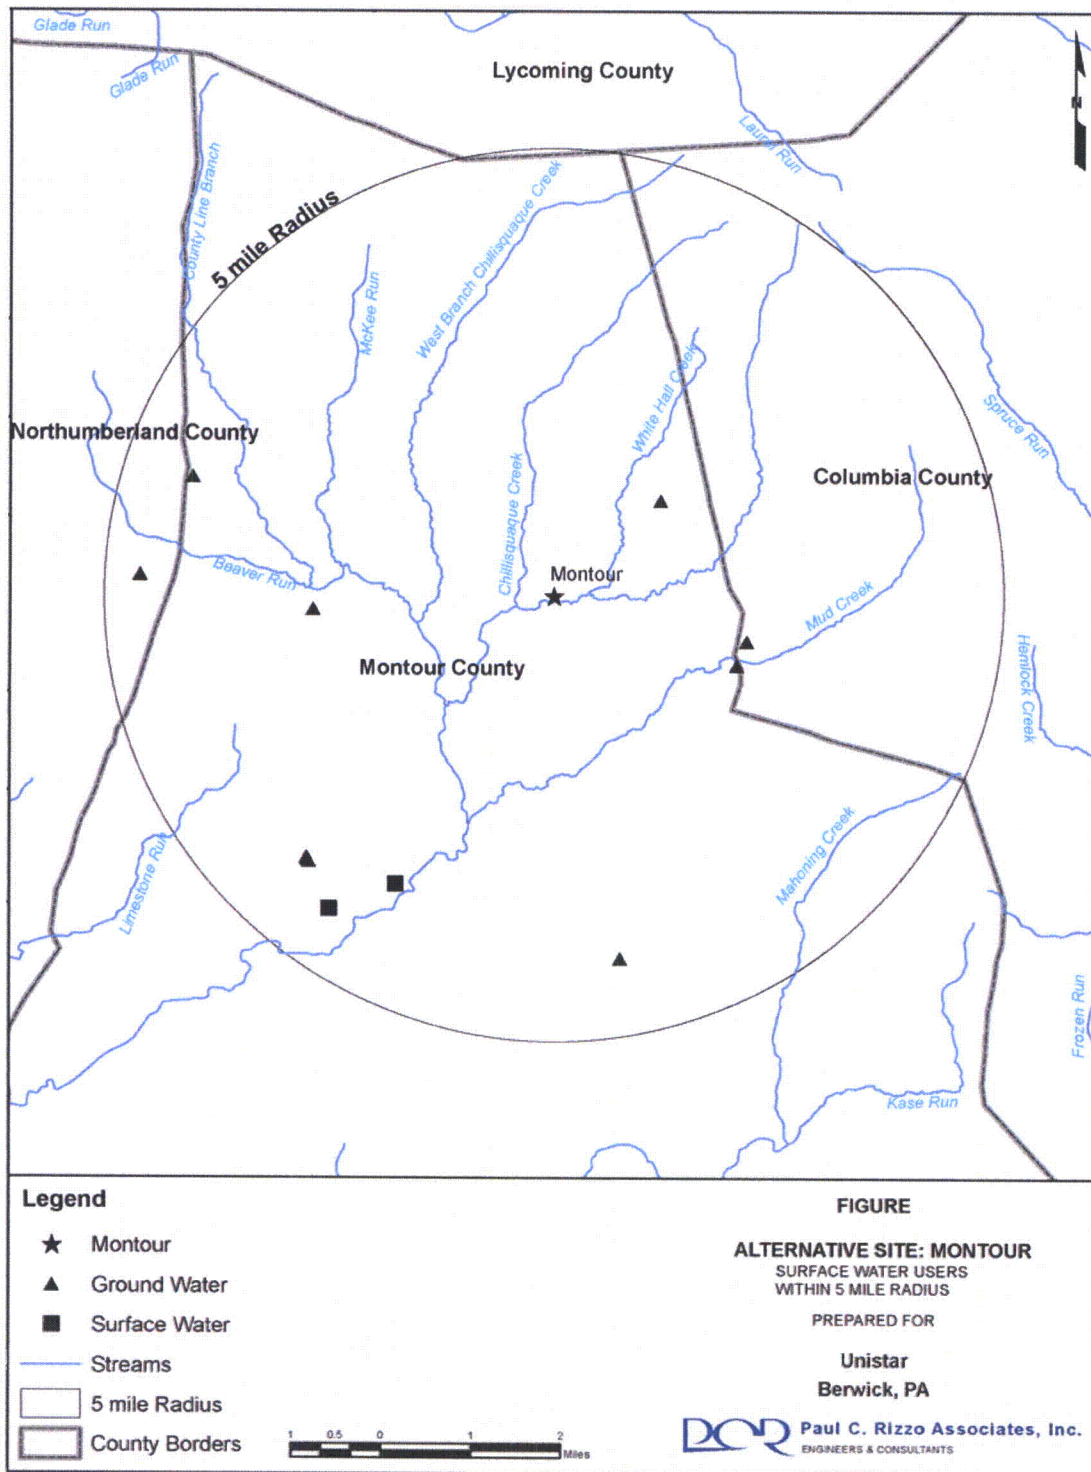 Glade Run
Glade Run
Lycoming County
Laurel Run
N
County Line Branch
5 mile Radius
McKee Run
West Branch Chillisquaque Creek
White Hall Creek
Spruce Run
Northumberland County
Columbia County
Chillisquaque Creek
Beaver Run
Montour
Mud Creek
Montour County
Hemlock Creek
Mahoning Creek
Limestone Run
Frozen Run
Kase Run
Legend
Montour
Ground Water
Surface Water
Streams
5 mile Radius
County Borders
1 0.5 0 1 2
Miles
FIGURE
ALTERNATIVE SITE: MONTOUR
SURFACE WATER USERS
WITHIN 5 MILE RADIUS
PREPARED FOR
Unistar
Berwick, PA
PCR Paul C. Rizzo Associates, Inc.
ENGINEERS & CONSULTANTS